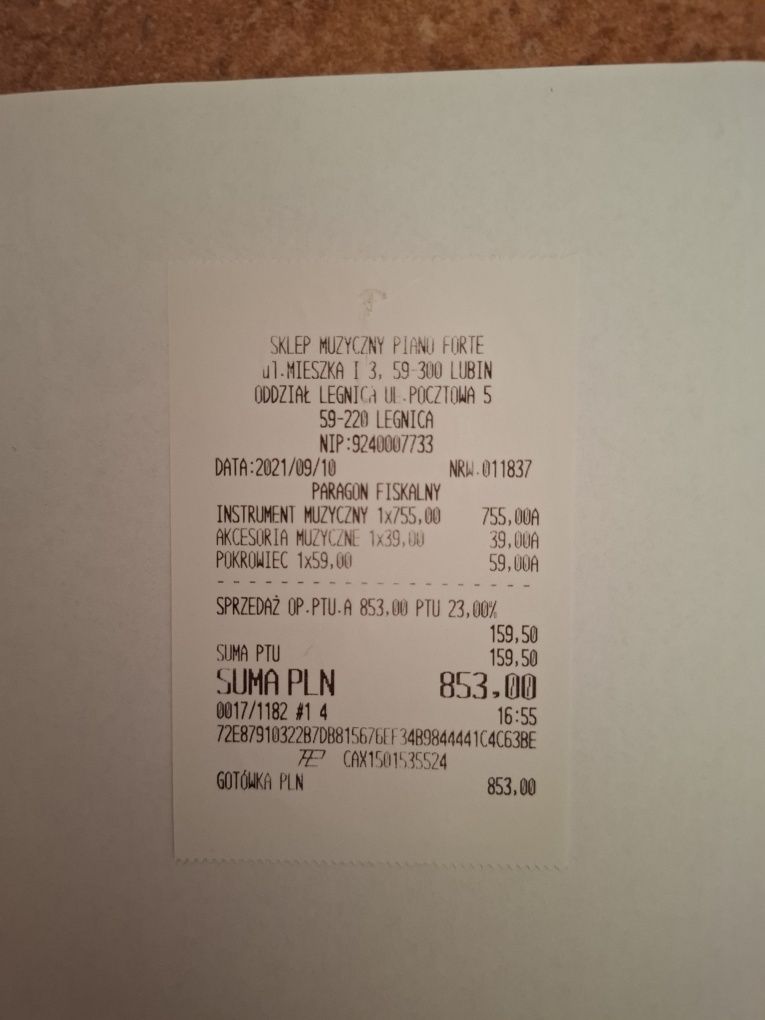 SKLEP MUZYCZNY PIANO FORTE
ul.MIESZKA I 3, 59-300 LUBIN
ODDZIAŁ LEGNICA UL.POCZTOWA 5
59-220 LEGNICA
NIP:9240007733
DATA:2021/09/10 NRW.011837
PARAGON FISKALNY
INSTRUMENT MUZYCZNY 1x755,00 755,00A
AKCESORIA MUZYCZNE 1x39,00 39,00A
POKROWIEC 1x59,00 59,00A
- - - - - - - - - - - - - - - - - - - -
SPRZEDAŻ OP.PTU.A 853,00 PTU 23,00%
159,50
SUMA PTU 159,50
SUMA PLN 853,00
0017/1182 #1 4 16:55
72E87910322B7DB815676EF34B9844441C4C63BE
CAX1501535524
GOTÓWKA PLN 853,00